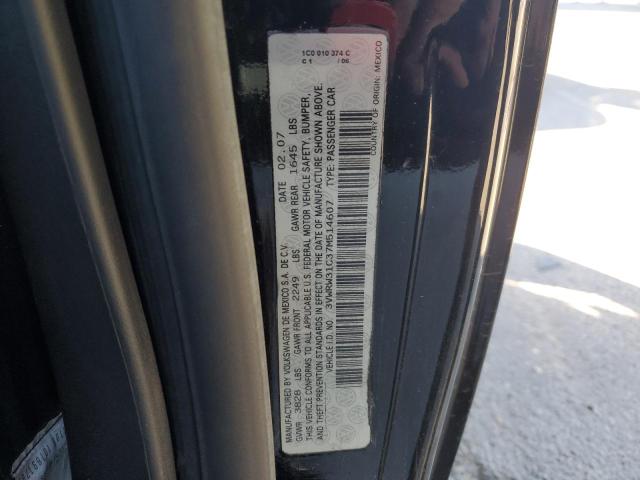 1C0 010 374 C
C 1 / 06
MANUFACTURED BY VOLKSWAGEN DE MEXICO S.A. DE C.V. DATE 02.07
GVWR 3828 LBS GAWR FRONT 2249 LBS GAWR REAR 1645 LBS
THIS VEHICLE CONFORMS TO ALL APPLICABLE U.S. FEDERAL MOTOR VEHICLE SAFETY, BUMPER,
AND THEFT PREVENTION STANDARDS IN EFFECT ON THE DATE OF MANUFACTURE SHOWN ABOVE.
VEHICLE I.D. NO 3VWRW31C37M514607 TYPE: PASSENGER CAR
COUNTRY OF ORIGIN: MEXICO